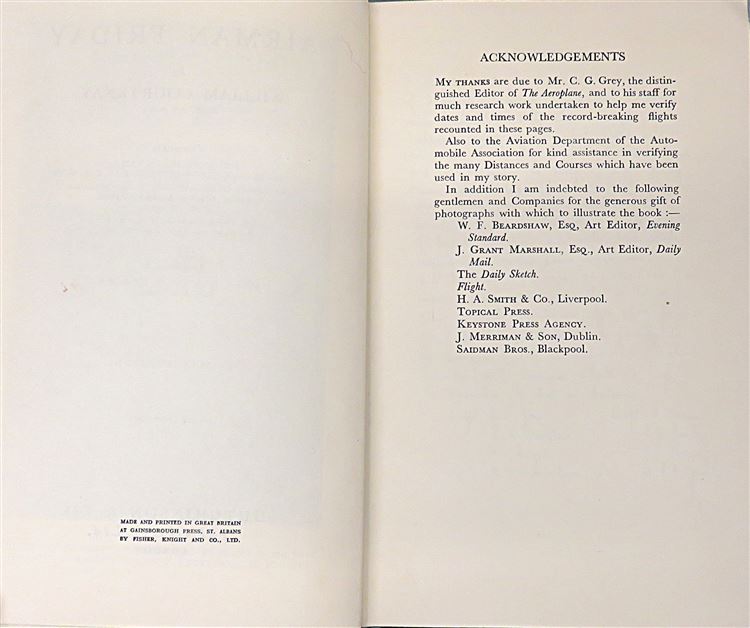 MADE AND PRINTED IN GREAT BRITAIN
AT GAINSBOROUGH PRESS, ST. ALBANS
BY FISHER, KNIGHT AND CO., LTD.
ACKNOWLEDGEMENTS
MY THANKS are due to Mr. C. G. Grey, the distin-
guished Editor of The Aeroplane, and to his staff for
much research work undertaken to help me verify
dates and times of the record-breaking flights
recounted in these pages.
Also to the Aviation Department of the Auto-
mobile Association for kind assistance in verifying
the many Distances and Courses which have been
used in my story.
In addition I am indebted to the following
gentlemen and Companies for the generous gift of
photographs with which to illustrate the book :—
W. F. BEARDSHAW, ESQ, Art Editor, Evening
Standard.
J. GRANT MARSHALL, ESQ., Art Editor, Daily
Mail.
The Daily Sketch.
Flight.
H. A. SMITH & CO., Liverpool.
TOPICAL PRESS.
KEYSTONE PRESS AGENCY.
J. MERRIMAN & SON, Dublin.
SAIDMAN BROS., Blackpool.